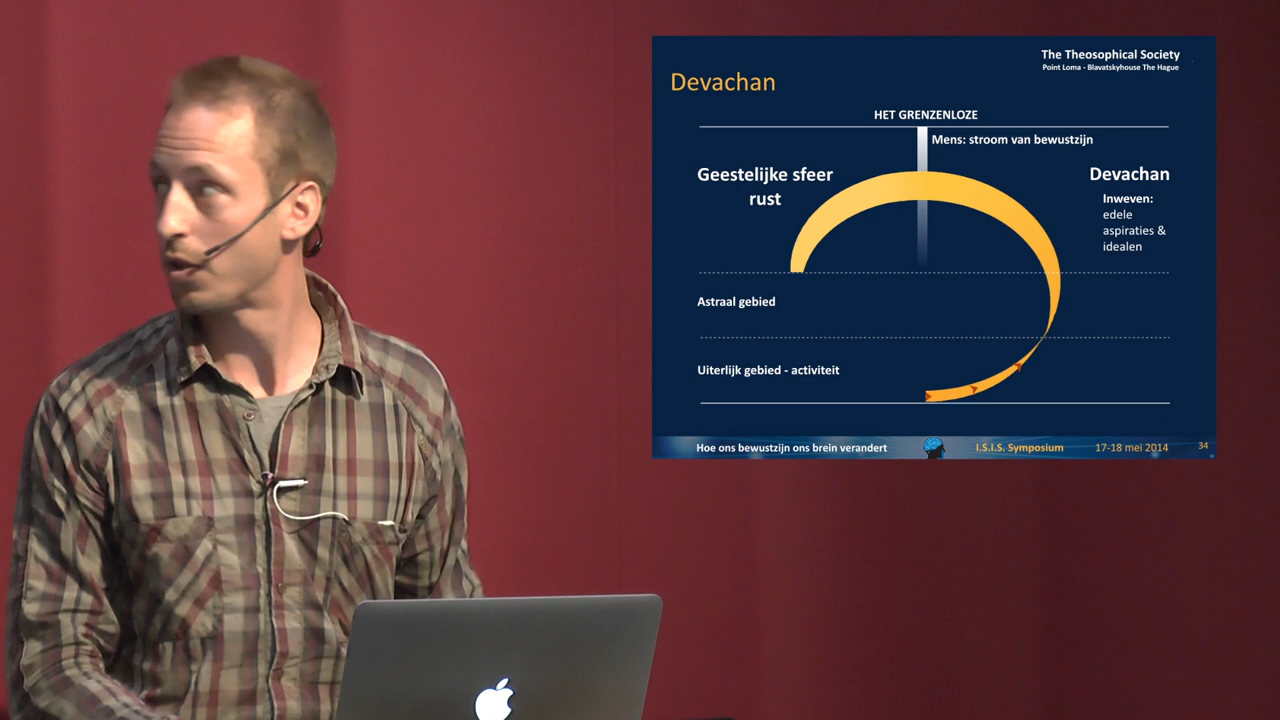 The Theosophical Society
Point Loma - Blavatskyhouse The Hague
Devachan
HET GRENZENLOZE
Mens: stroom van bewustzijn
Geestelijke sfeer
rust
Devachan
Inweven:
edele
aspiraties &
idealen
Astraal gebied
Uiterlijk gebied - activiteit
Hoe ons bewustzijn ons brein verandert
I.S.I.S. Symposium
17-18 mei 2014
34